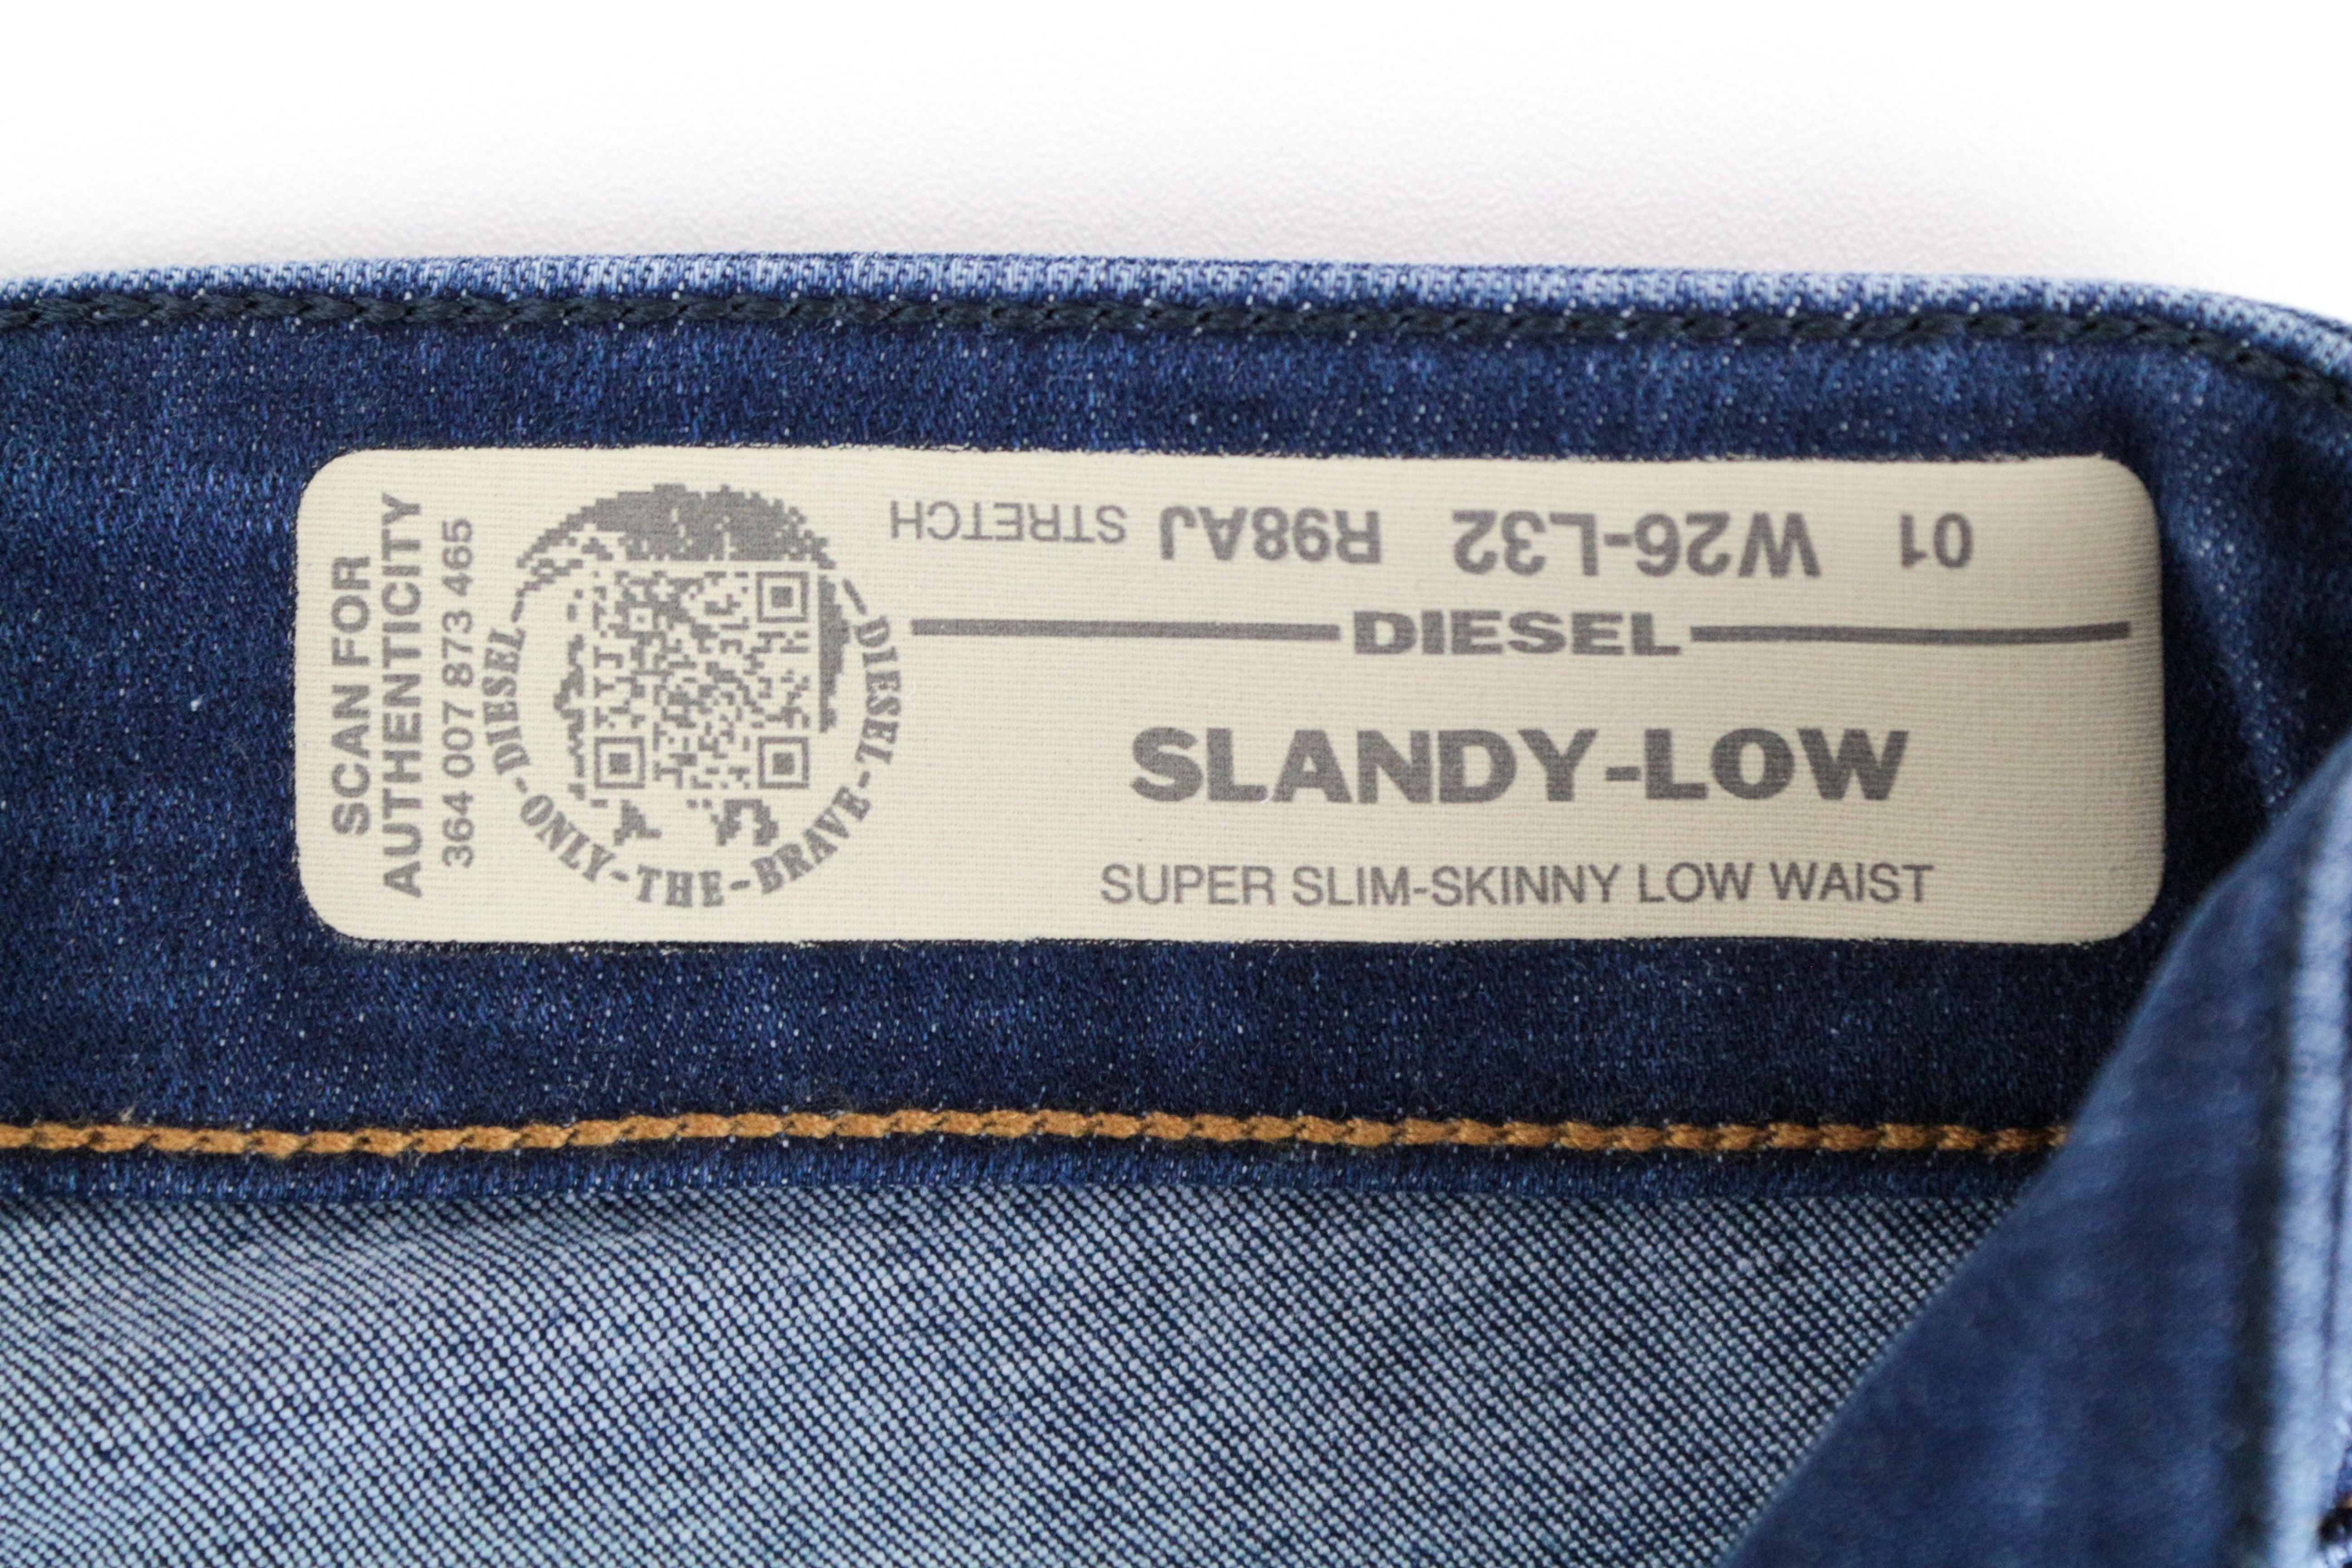 SCAN FOR
AUTHENTICITY
364 007 873 465
DIESEL - ONLY - THE - BRAVE - DIESEL
01 W26-L32 R98AJ STRETCH
DIESEL
SLANDY-LOW
SUPER SLIM-SKINNY LOW WAIST